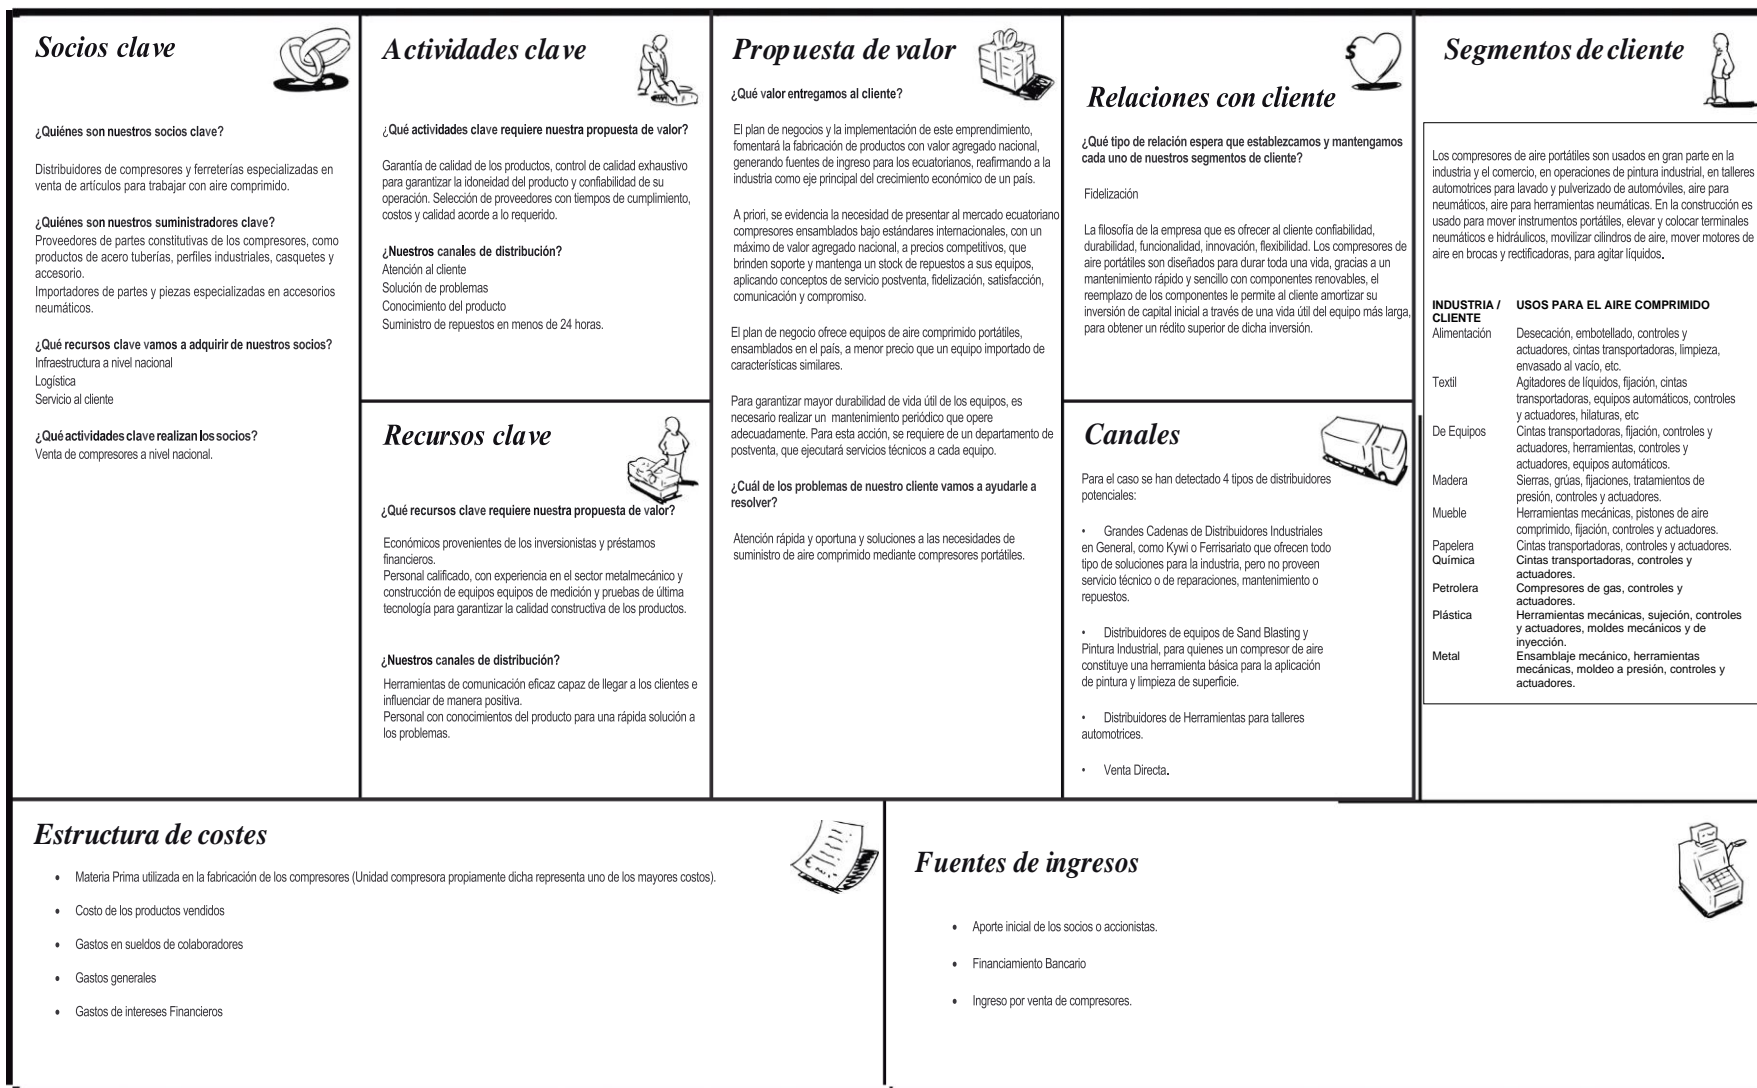 Socios clave
¿Quiénes son nuestros socios clave?
Distribuidores de compresores y ferreterías especializadas en
venta de artículos para trabajar con aire comprimido.
¿Quiénes son nuestros suministradores clave?
Proveedores de partes constitutivas de los compresores, como
productos de acero tuberías, perfiles industriales, casquetes y
accesorio.
Importadores de partes y piezas especializadas en accesorios
neumáticos.
¿Qué recursos clave vamos a adquirir de nuestros socios?
Infraestructura a nivel nacional
Logística
Servicio al cliente
¿Qué actividades clave realizan los socios?
Venta de compresores a nivel nacional.
Actividades clave
¿Qué actividades clave requiere nuestra propuesta de valor?
Garantía de calidad de los productos, control de calidad exhaustivo
para garantizar la idoneidad del producto y confiabilidad de su
operación. Selección de proveedores con tiempos de cumplimiento,
costos y calidad acorde a lo requerido.
¿Nuestros canales de distribución?
Atención al cliente
Solución de problemas
Conocimiento del producto
Suministro de repuestos en menos de 24 horas.
Recursos clave
¿Qué recursos clave requiere nuestra propuesta de valor?
Económicos provenientes de los inversionistas y préstamos
financieros.
Personal calificado, con experiencia en el sector metalmecánico y
construcción de equipos equipos de medición y pruebas de última
tecnología para garantizar la calidad constructiva de los productos.
¿Nuestros canales de distribución?
Herramientas de comunicación eficaz capaz de llegar a los clientes e
influenciar de manera positiva.
Personal con conocimientos del producto para una rápida solución a
los problemas.
Propuesta de valor
¿Qué valor entregamos al cliente?
El plan de negocios y la implementación de este emprendimiento,
fomentará la fabricación de productos con valor agregado nacional,
generando fuentes de ingreso para los ecuatorianos, reafirmando a la
industria como eje principal del crecimiento económico de un país.
A priori, se evidencia la necesidad de presentar al mercado ecuatoriano
compresores ensamblados bajo estándares internacionales, con un
máximo de valor agregado nacional, a precios competitivos, que
brinden soporte y mantenga un stock de repuestos a sus equipos,
aplicando conceptos de servicio postventa, fidelización, satisfacción,
comunicación y compromiso.
El plan de negocio ofrece equipos de aire comprimido portátiles,
ensamblados en el país, a menor precio que un equipo importado de
características similares.
Para garantizar mayor durabilidad de vida útil de los equipos, es
necesario realizar un mantenimiento periódico que opere
adecuadamente. Para esta acción, se requiere de un departamento de
postventa, que ejecutará servicios técnicos a cada equipo.
¿Cuál de los problemas de nuestro cliente vamos a ayudarle a
resolver?
Atención rápida y oportuna y soluciones a las necesidades de
suministro de aire comprimido mediante compresores portátiles.
Relaciones con cliente
¿Qué tipo de relación espera que establezcamos y mantengamos
cada uno de nuestros segmentos de cliente?
Fidelización
La filosofía de la empresa que es ofrecer al cliente confiabilidad,
durabilidad, funcionalidad, innovación, flexibilidad. Los compresores de
aire portátiles son diseñados para durar toda una vida, gracias a un
mantenimiento rápido y sencillo con componentes renovables, el
reemplazo de los componentes le permite al cliente amortizar su
inversión de capital inicial a través de una vida útil del equipo más larga,
para obtener un rédito superior de dicha inversión.
Canales
Para el caso se han detectado 4 tipos de distribuidores
potenciales:
• Grandes Cadenas de Distribuidores Industriales
en General, como Kywi o Ferrisariato que ofrecen todo
tipo de soluciones para la industria, pero no proveen
servicio técnico o de reparaciones, mantenimiento o
repuestos.
• Distribuidores de equipos de Sand Blasting y
Pintura Industrial, para quienes un compresor de aire
constituye una herramienta básica para la aplicación
de pintura y limpieza de superficie.
• Distribuidores de Herramientas para talleres
automotrices.
• Venta Directa.
Segmentos de cliente
Los compresores de aire portátiles son usados en gran parte en la
industria y el comercio, en operaciones de pintura industrial, en talleres
automotrices para lavado y pulverizado de automóviles, aire para
neumáticos, aire para herramientas neumáticas. En la construcción es
usado para mover instrumentos portátiles, elevar y colocar terminales
neumáticos e hidráulicos, movilizar cilindros de aire, mover motores de
aire en brocas y rectificadoras, para agitar líquidos.
INDUSTRIA / USOS PARA EL AIRE COMPRIMIDO
CLIENTE
Alimentación Desecación, embotellado, controles y
actuadores, cintas transportadoras, limpieza,
envasado al vacío, etc.
Textil Agitadores de líquidos, fijación, cintas
transportadoras, equipos automáticos, controles
y actuadores, hilaturas, etc
De Equipos Cintas transportadoras, fijación, controles y
actuadores, herramientas, controles y
actuadores, equipos automáticos.
Madera Sierras, grúas, fijaciones, tratamientos de
presión, controles y actuadores.
Mueble Herramientas mecánicas, pistones de aire
comprimido, fijación, controles y actuadores.
Papelera Cintas transportadoras, controles y actuadores.
Química Cintas transportadoras, controles y
actuadores.
Petrolera Compresores de gas, controles y
actuadores.
Plástica Herramientas mecánicas, sujeción, controles
y actuadores, moldes mecánicos y de
inyección.
Metal Ensamblaje mecánico, herramientas
mecánicas, moldeo a presión, controles y
actuadores.
Estructura de costes
• Materia Prima utilizada en la fabricación de los compresores (Unidad compresora propiamente dicha representa uno de los mayores costos).
• Costo de los productos vendidos
• Gastos en sueldos de colaboradores
• Gastos generales
• Gastos de intereses Financieros
Fuentes de ingresos
• Aporte inicial de los socios o accionistas.
• Financiamiento Bancario
• Ingreso por venta de compresores.